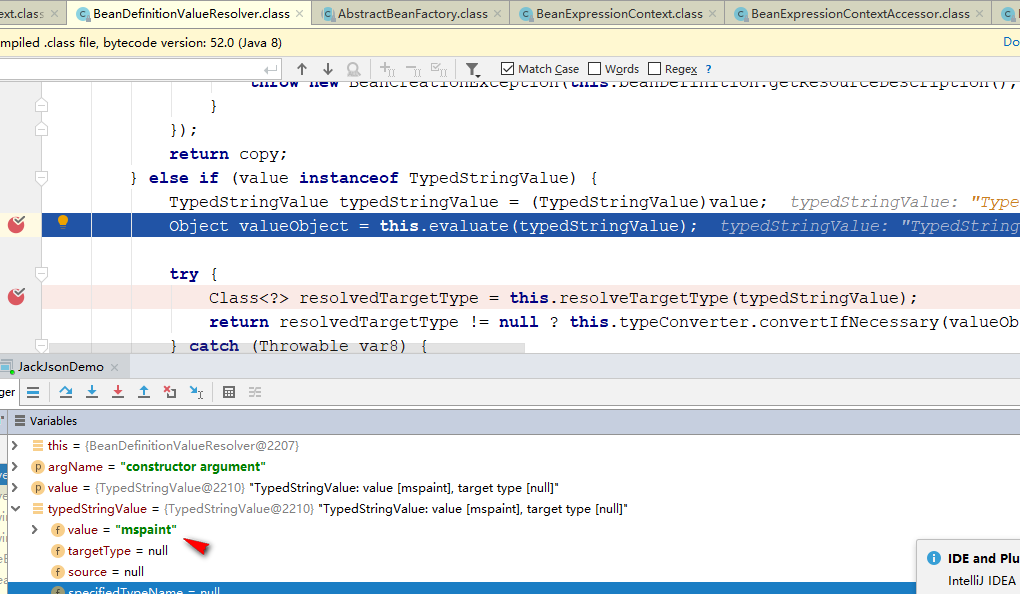 ext.class BeanDefinitionValueResolver.class AbstractBeanFactory.class BeanExpressionContext.class BeanExpressionContextAccessor.class
mpiled .class file, bytecode version: 52.0 (Java 8) Do
Match Case Words Regex ?
throw new BeanCreationException(this.beanDefinition.getResourceDescription(),
}
});
return copy;
} else if (value instanceof TypedStringValue) {
TypedStringValue typedStringValue = (TypedStringValue)value; typedStringValue: "Type
Object valueObject = this.evaluate(typedStringValue); typedStringValue: "TypedString
try {
Class<?> resolvedTargetType = this.resolveTargetType(typedStringValue);
return resolvedTargetType != null ? this.typeConverter.convertIfNecessary(valueOb
} catch (Throwable var8) {
JackJsonDemo
ger
Variables
this = {BeanDefinitionValueResolver@2207}
p argName = "constructor argument"
p value = {TypedStringValue@2210} "TypedStringValue: value [mspaint], target type [null]"
typedStringValue = {TypedStringValue@2210} "TypedStringValue: value [mspaint], target type [null]"
f value = "mspaint"
f targetType = null
f source = null
f specifiedTypeName = null
IDE and Plu
IntelliJ IDEA